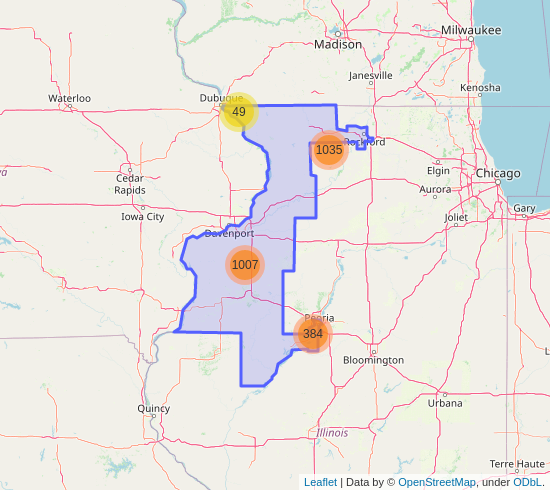 Milwaukee
Madison
Janesville
Kenosha
Waterloo
Dubuque
49
Rockford
1035
Elgin
Chicago
Cedar
Rapids
Aurora
Iowa City
Joliet
Gary
Davenport
1007
Peoria
384
Bloomington
Quincy
Urbana
Illinois
Terre Haute
Leaflet | Data by © OpenStreetMap, under ODbL.